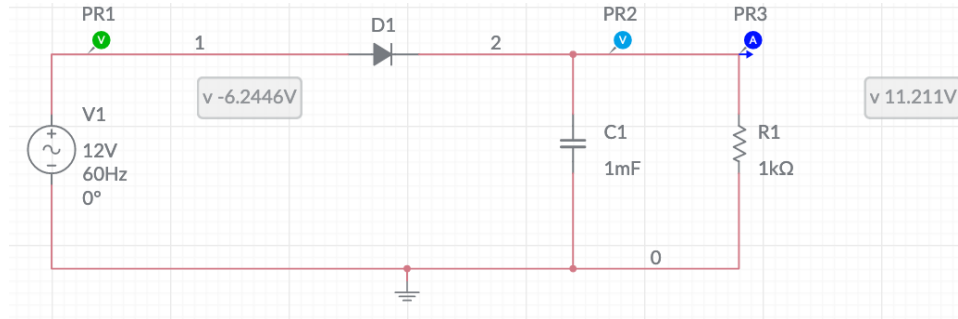 PR1
PR2
PR3
V
V
A
D1
1
2
v -6.2446V
v 11.211V
V1
12V
60Hz
0°
C1
1mF
R1
1kΩ
0